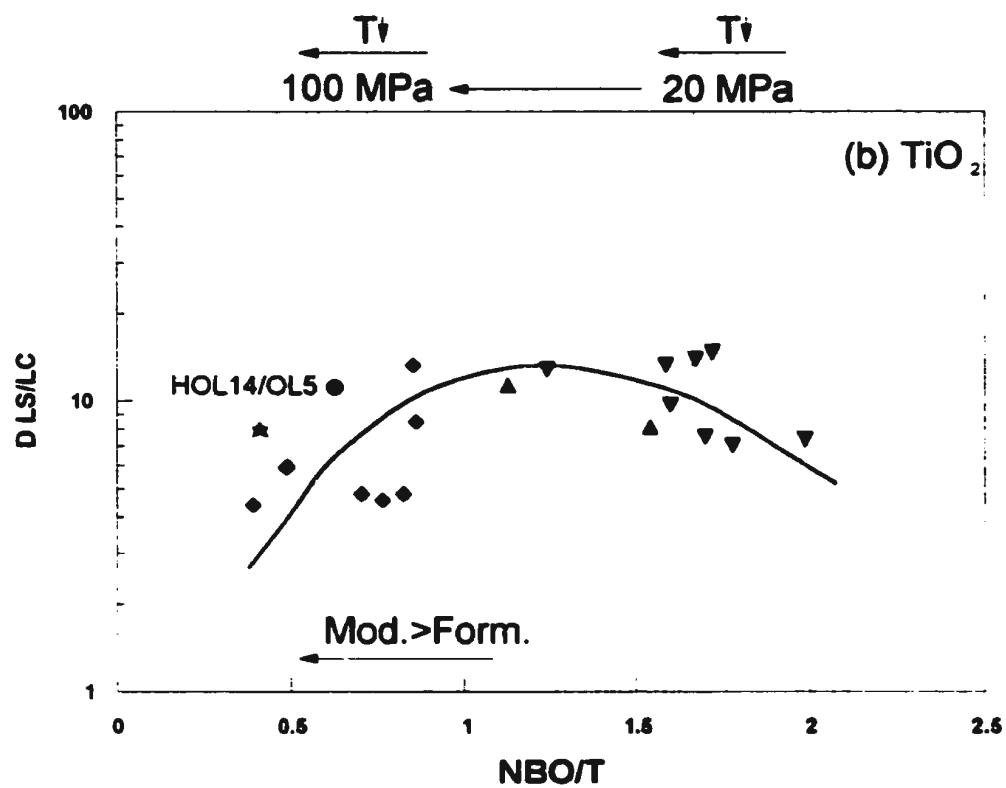 T T
100 MPa 20 MPa
100
(b) TiO₂
D LS/LC
10
HOL14/OL5
Mod.>Form.
1
0 0.5 1 1.5 2 2.5
NBO/T